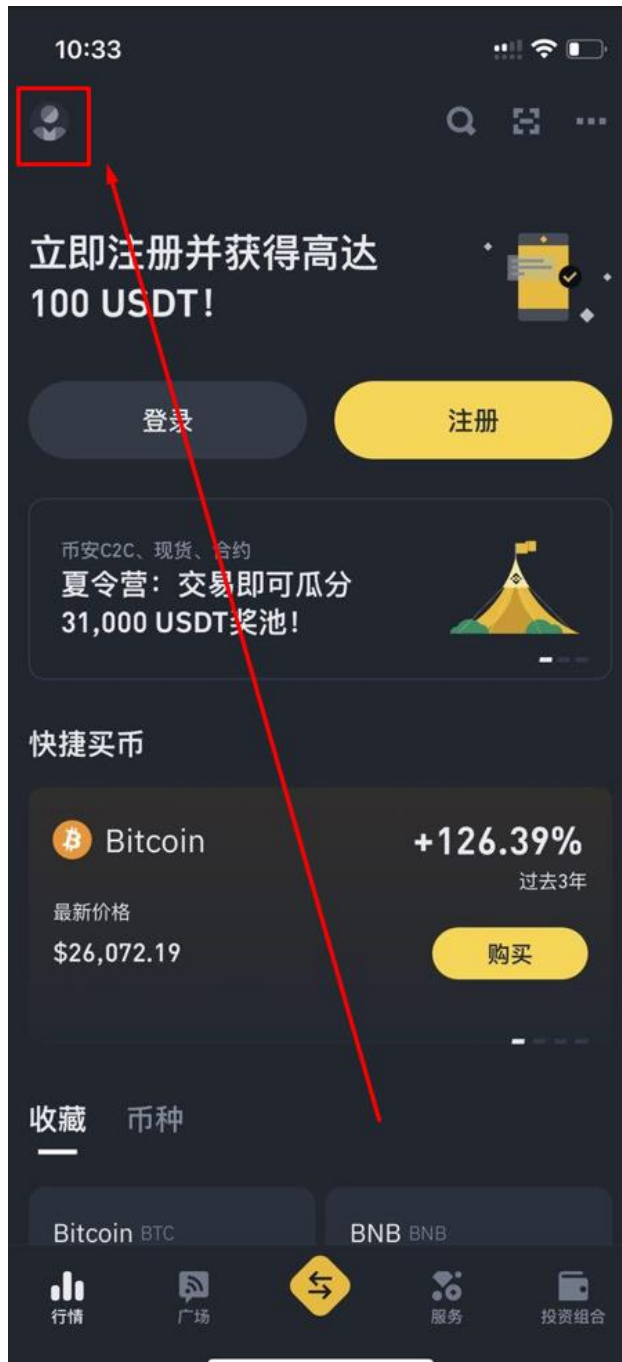 10:33
立即注册并获得高达
100 USDT!
登录
注册
币安C2C、现货、合约
夏令营：交易即可瓜分
31,000 USDT奖池！
快捷买币
Bitcoin
+126.39%
过去3年
最新价格
$26,072.19
购买
收藏 币种
Bitcoin BTC
BNB BNB
行情 广场 服务 投资组合